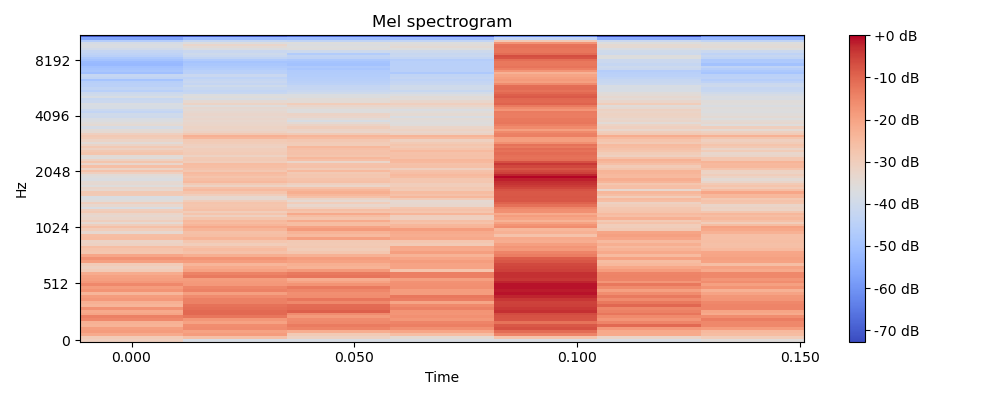 Mel spectrogram
Hz
8192
4096
2048
1024
512
0
0.000
0.050
0.100
0.150
Time
+0 dB
-10 dB
-20 dB
-30 dB
-40 dB
-50 dB
-60 dB
-70 dB